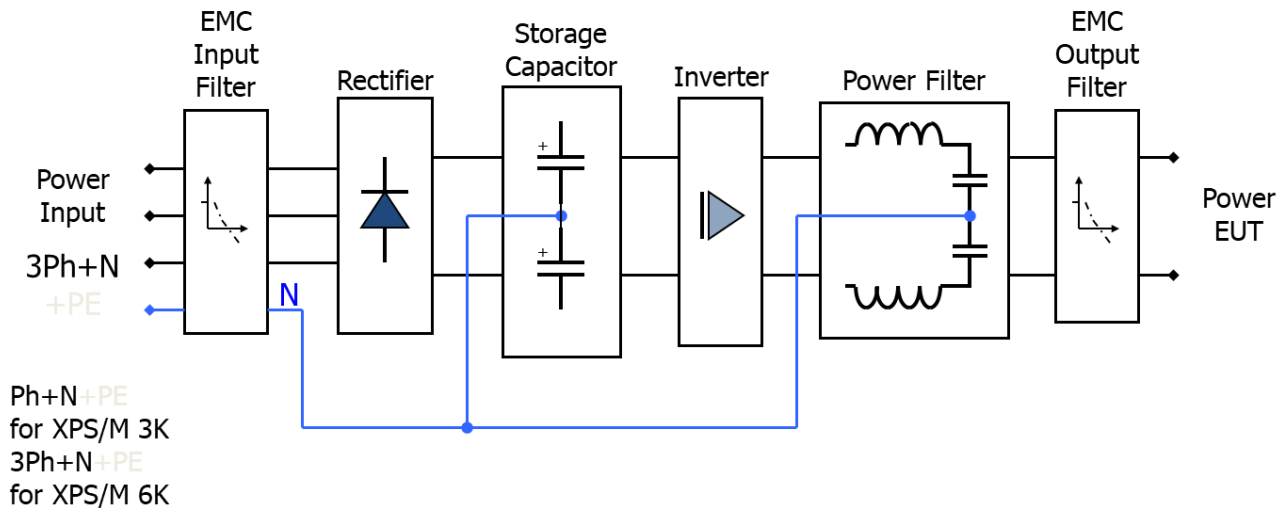 EMC
Input
Filter
Rectifier
Storage
Capacitor
Inverter
Power Filter
EMC
Output
Filter
Power
Input
3Ph+N
+PE
N
+
+
Power
EUT
Ph+N+PE
for XPS/M 3K
3Ph+N+PE
for XPS/M 6K